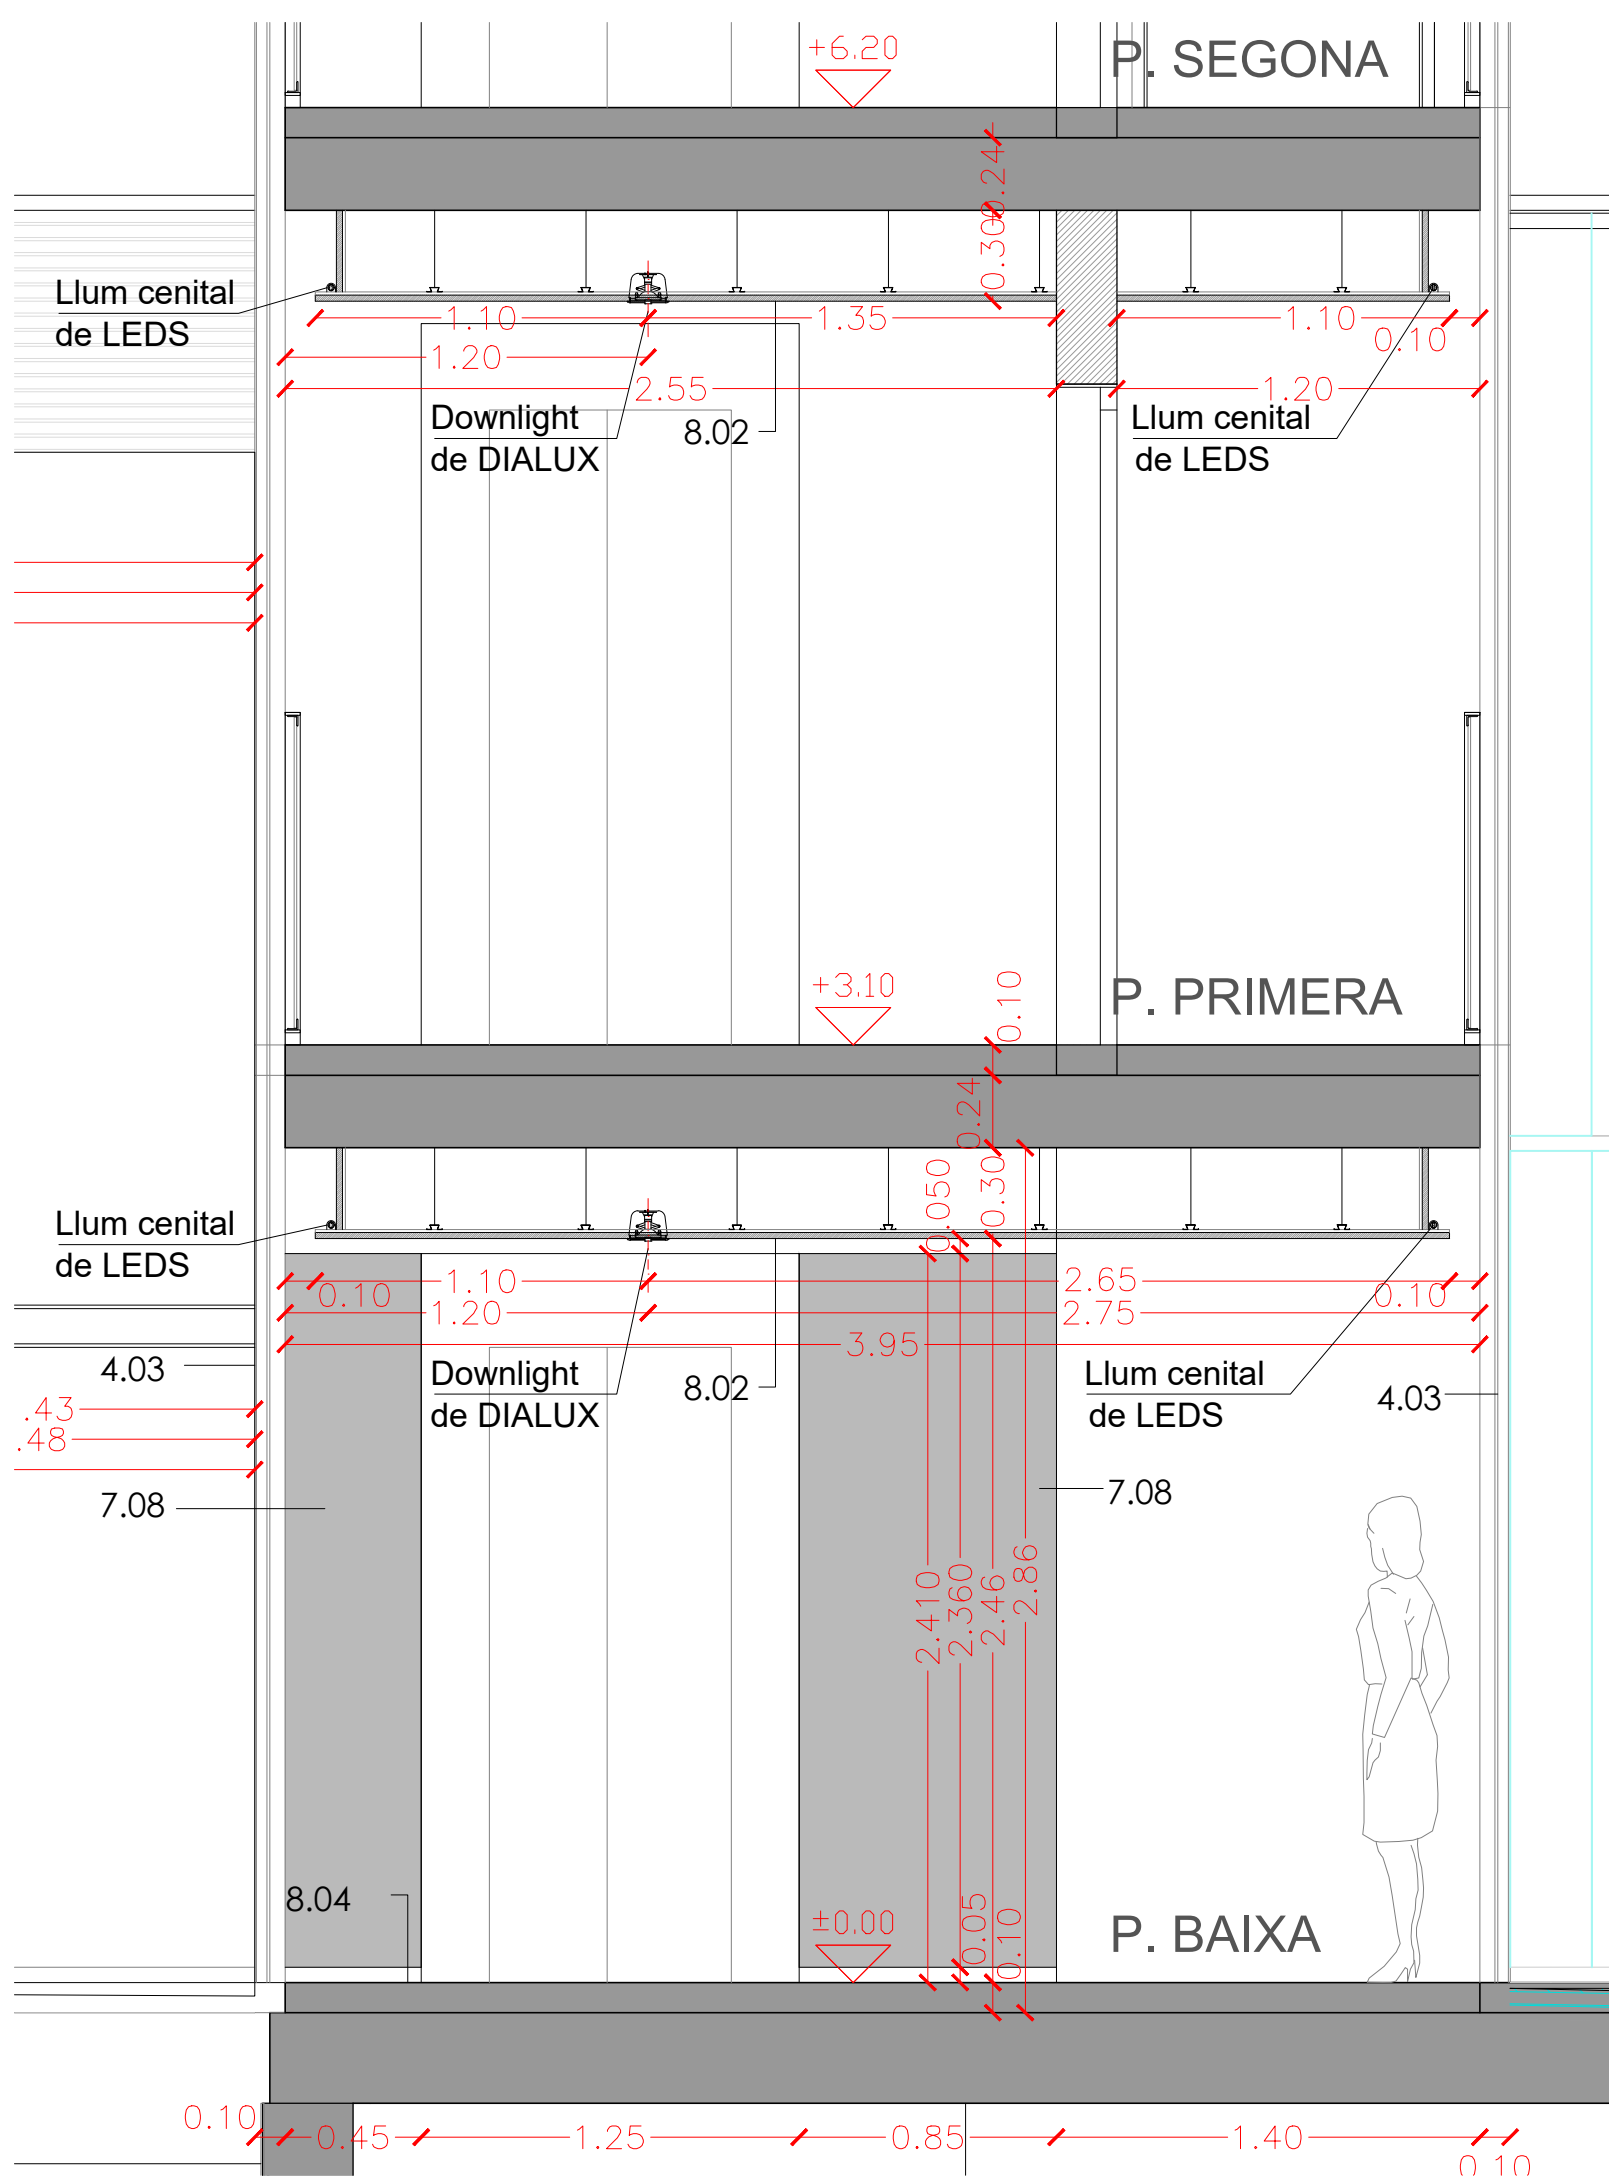 +6.20
P. SEGONA
0.24
0.30
Llum cenital
de LEDS
1.10
1.35
1.10
0.10
1.20
2.55
1.20
Downlight
de DIALUX
8.02
Llum cenital
de LEDS
+3.10
0.10
P. PRIMERA
0.24
0.050
0.30
Llum cenital
de LEDS
1.10
2.65
0.10
0.10
1.20
2.75
3.95
4.03
Downlight
de DIALUX
8.02
Llum cenital
de LEDS
4.03
.43
.48
7.08
7.08
2.410
2.360
2.46
2.86
8.04
±0.00
0.05
0.10
P. BAIXA
0.10
0.45
1.25
0.85
1.40
0.10